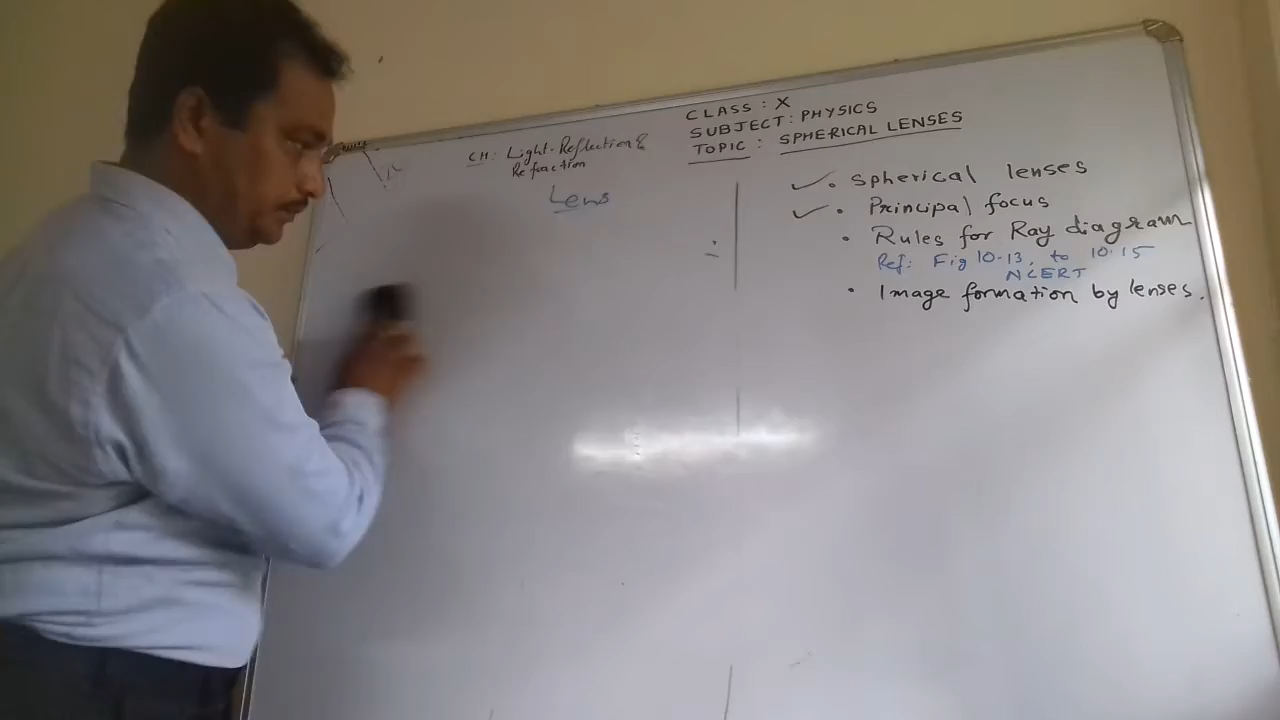 CLASS : X
SUBJECT : PHYSICS
TOPIC : SPHERICAL LENSES
CH : Light - Reflection &
Refraction
Lens
✓ • Spherical lenses
✓ • Principal focus
• Rules for Ray diagram
Ref: Fig 10.13, to 10.15
NCERT
• Image formation by lenses.